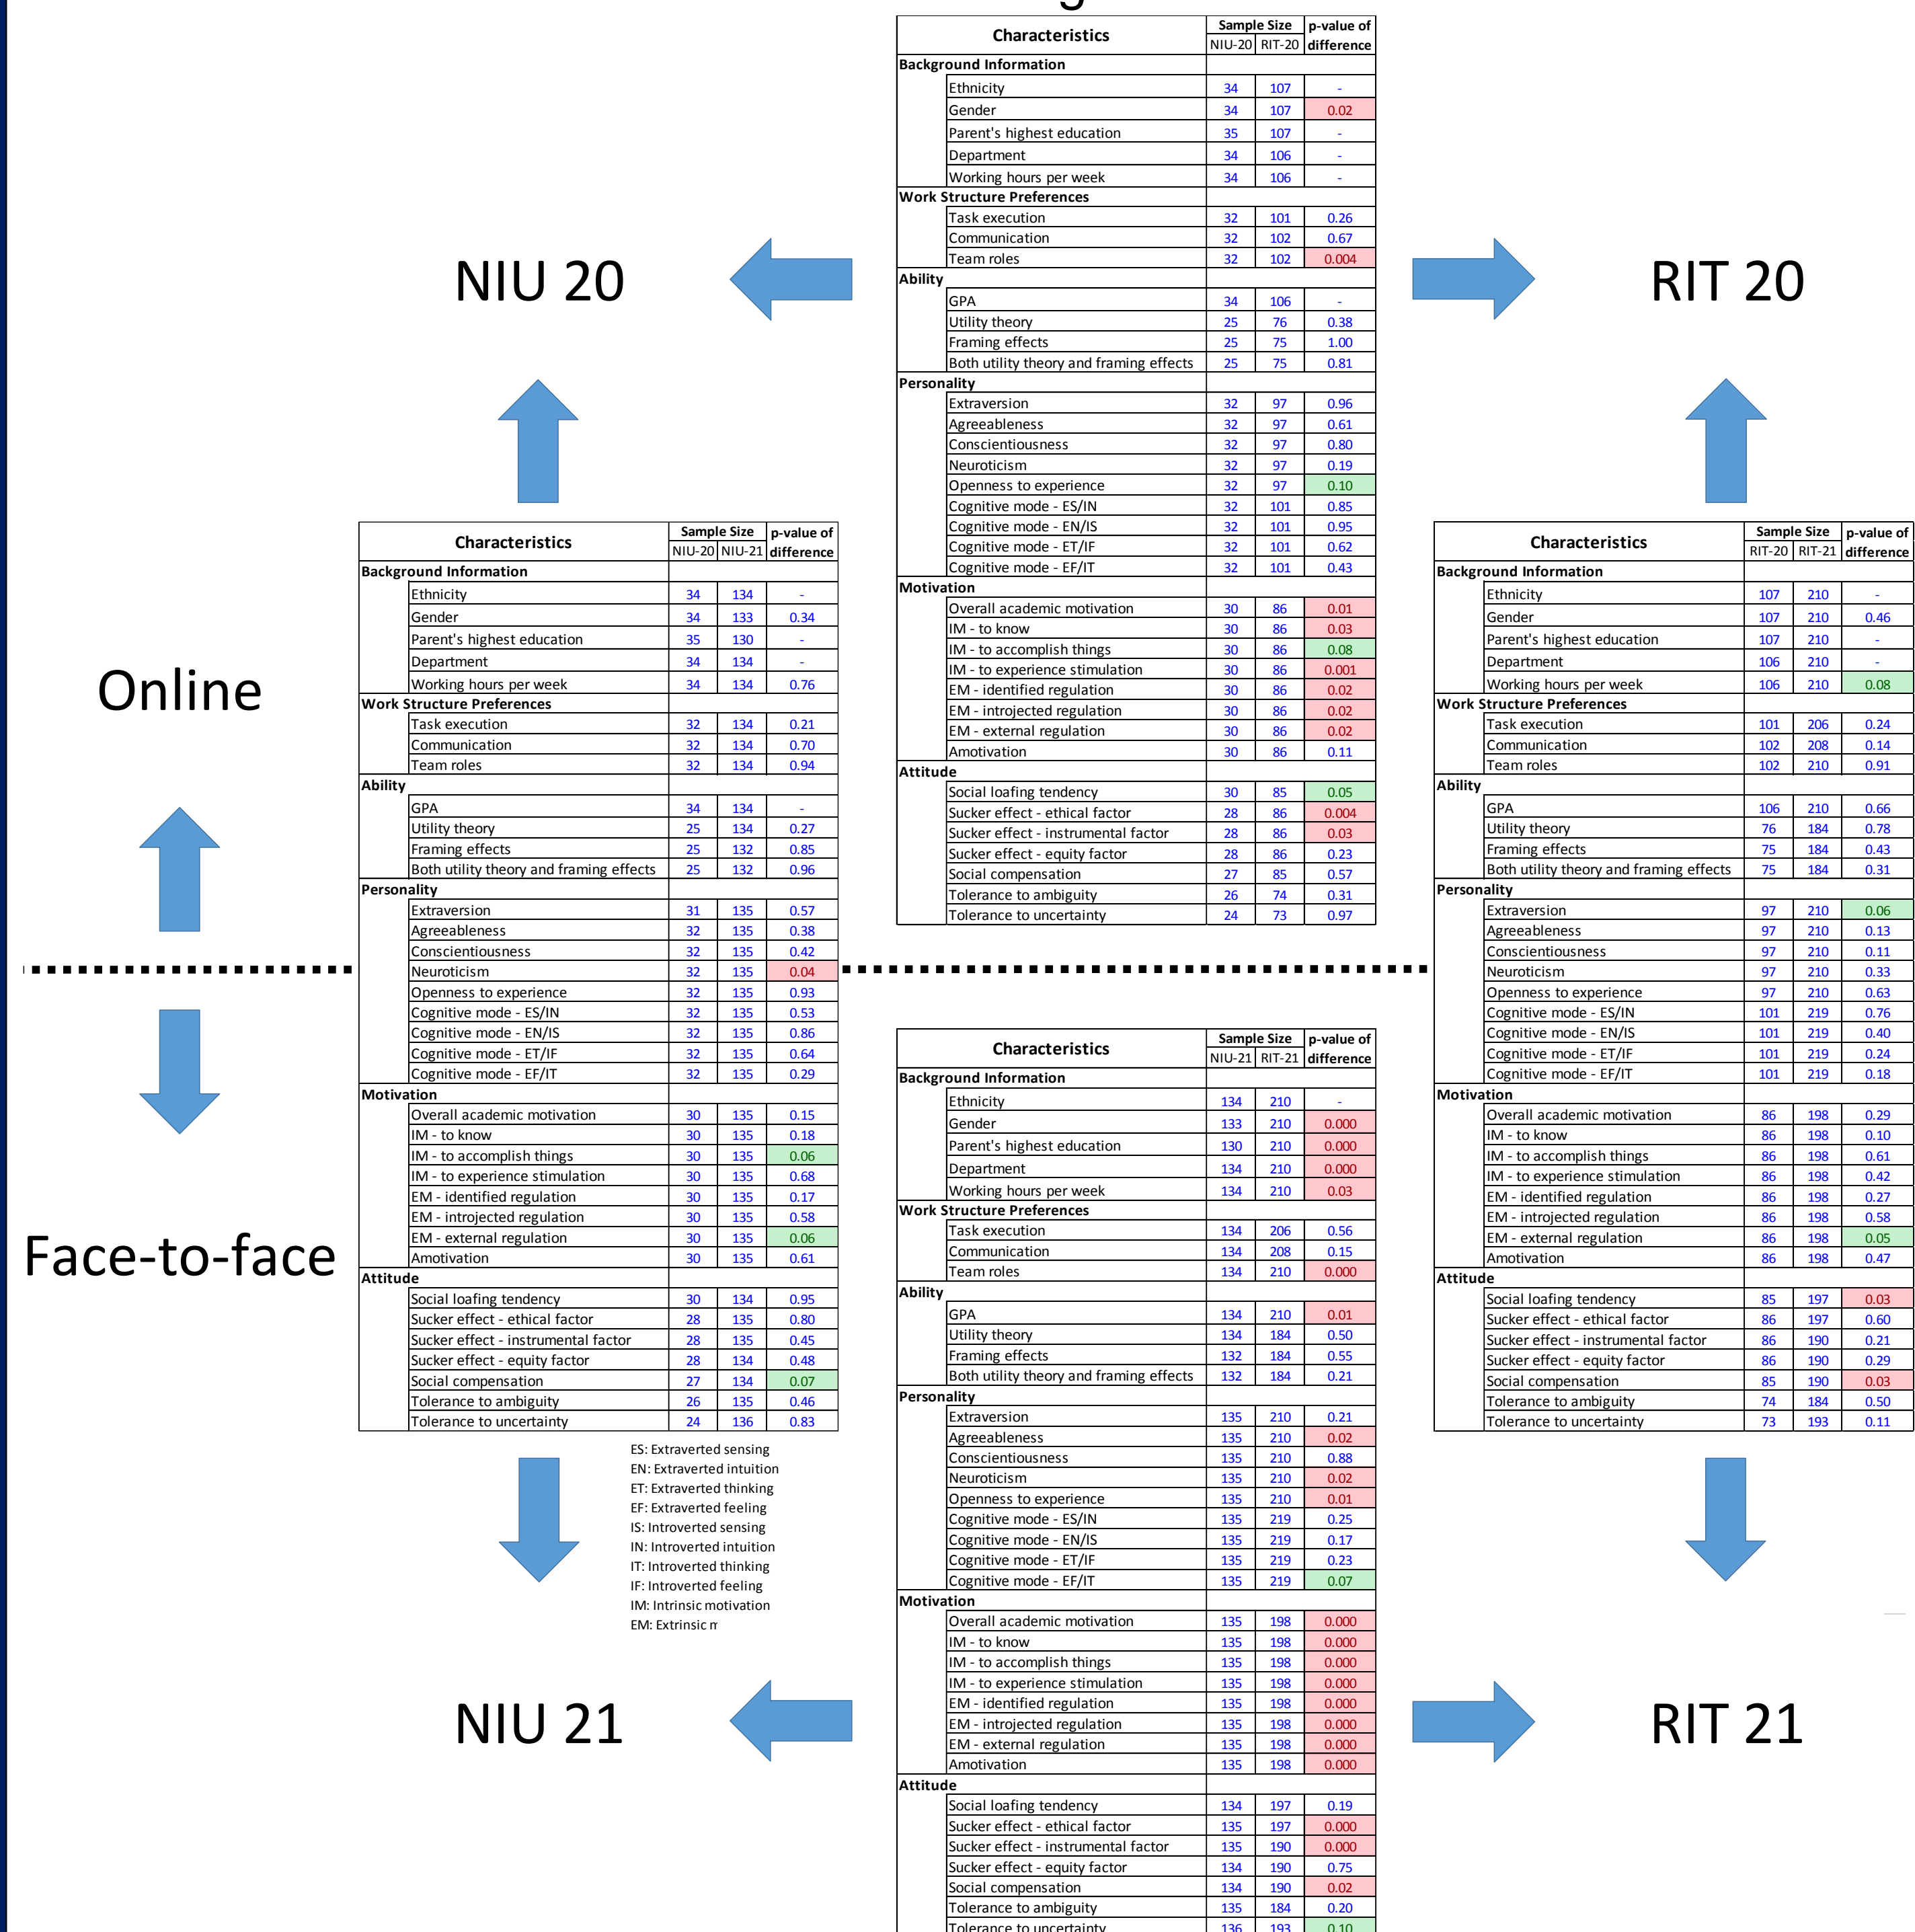 g
Characteristics Sample Size p-value of
NIU-20 RIT-20 difference
Background Information
Ethnicity 34 107 -
Gender 34 107 0.02
Parent's highest education 35 107 -
Department 34 106 -
Working hours per week 34 106 -
Work Structure Preferences
Task execution 32 101 0.26
Communication 32 102 0.67
Team roles 32 102 0.004
Ability
GPA 34 106 -
Utility theory 25 76 0.38
Framing effects 25 75 1.00
Both utility theory and framing effects 25 75 0.81
Personality
Extraversion 32 97 0.96
Agreeableness 32 97 0.61
Conscientiousness 32 97 0.80
Neuroticism 32 97 0.19
Openness to experience 32 97 0.10
Cognitive mode - ES/IN 32 101 0.85
Cognitive mode - EN/IS 32 101 0.95
Cognitive mode - ET/IF 32 101 0.62
Cognitive mode - EF/IT 32 101 0.43
Motivation
Overall academic motivation 30 86 0.01
IM - to know 30 86 0.03
IM - to accomplish things 30 86 0.08
IM - to experience stimulation 30 86 0.001
EM - identified regulation 30 86 0.02
EM - introjected regulation 30 86 0.02
EM - external regulation 30 86 0.02
Amotivation 30 86 0.11
Attitude
Social loafing tendency 30 85 0.05
Sucker effect - ethical factor 28 86 0.004
Sucker effect - instrumental factor 28 86 0.03
Sucker effect - equity factor 28 86 0.23
Social compensation 27 85 0.57
Tolerance to ambiguity 26 74 0.31
Tolerance to uncertainty 24 73 0.97
NIU 20
RIT 20
Online
Face-to-face
Characteristics Sample Size p-value of
NIU-20 NIU-21 difference
Background Information
Ethnicity 34 134 -
Gender 34 133 0.34
Parent's highest education 35 130 -
Department 34 134 -
Working hours per week 34 134 0.76
Work Structure Preferences
Task execution 32 134 0.21
Communication 32 134 0.70
Team roles 32 134 0.94
Ability
GPA 34 134 -
Utility theory 25 134 0.27
Framing effects 25 132 0.85
Both utility theory and framing effects 25 132 0.96
Personality
Extraversion 31 135 0.57
Agreeableness 32 135 0.38
Conscientiousness 32 135 0.42
Neuroticism 32 135 0.04
Openness to experience 32 135 0.93
Cognitive mode - ES/IN 32 135 0.53
Cognitive mode - EN/IS 32 135 0.86
Cognitive mode - ET/IF 32 135 0.64
Cognitive mode - EF/IT 32 135 0.29
Motivation
Overall academic motivation 30 135 0.15
IM - to know 30 135 0.18
IM - to accomplish things 30 135 0.06
IM - to experience stimulation 30 135 0.68
EM - identified regulation 30 135 0.17
EM - introjected regulation 30 135 0.58
EM - external regulation 30 135 0.06
Amotivation 30 135 0.61
Attitude
Social loafing tendency 30 134 0.95
Sucker effect - ethical factor 28 135 0.80
Sucker effect - instrumental factor 28 135 0.45
Sucker effect - equity factor 28 134 0.48
Social compensation 27 134 0.07
Tolerance to ambiguity 26 135 0.46
Tolerance to uncertainty 24 136 0.83
Characteristics Sample Size p-value of
RIT-20 RIT-21 difference
Background Information
Ethnicity 107 210 -
Gender 107 210 0.46
Parent's highest education 107 210 -
Department 106 210 -
Working hours per week 106 210 0.08
Work Structure Preferences
Task execution 101 206 0.24
Communication 102 208 0.14
Team roles 102 210 0.91
Ability
GPA 106 210 0.66
Utility theory 76 184 0.78
Framing effects 75 184 0.43
Both utility theory and framing effects 75 184 0.31
Personality
Extraversion 97 210 0.06
Agreeableness 97 210 0.13
Conscientiousness 97 210 0.11
Neuroticism 97 210 0.33
Openness to experience 97 210 0.63
Cognitive mode - ES/IN 101 219 0.76
Cognitive mode - EN/IS 101 219 0.40
Cognitive mode - ET/IF 101 219 0.24
Cognitive mode - EF/IT 101 219 0.18
Motivation
Overall academic motivation 86 198 0.29
IM - to know 86 198 0.10
IM - to accomplish things 86 198 0.61
IM - to experience stimulation 86 198 0.42
EM - identified regulation 86 198 0.27
EM - introjected regulation 86 198 0.58
EM - external regulation 86 198 0.05
Amotivation 86 198 0.47
Attitude
Social loafing tendency 85 197 0.03
Sucker effect - ethical factor 86 197 0.60
Sucker effect - instrumental factor 86 190 0.21
Sucker effect - equity factor 86 190 0.29
Social compensation 85 190 0.03
Tolerance to ambiguity 74 184 0.50
Tolerance to uncertainty 73 193 0.11
ES: Extraverted sensing
EN: Extraverted intuition
ET: Extraverted thinking
EF: Extraverted feeling
IS: Introverted sensing
IN: Introverted intuition
IT: Introverted thinking
IF: Introverted feeling
IM: Intrinsic motivation
EM: Extrinsic
Characteristics Sample Size p-value of
NIU-21 RIT-21 difference
Background Information
Ethnicity 134 210 -
Gender 133 210 0.000
Parent's highest education 130 210 0.000
Department 134 210 0.000
Working hours per week 134 210 0.03
Work Structure Preferences
Task execution 134 206 0.56
Communication 134 208 0.15
Team roles 134 210 0.000
Ability
GPA 134 210 0.01
Utility theory 134 184 0.50
Framing effects 132 184 0.55
Both utility theory and framing effects 132 184 0.21
Personality
Extraversion 135 210 0.21
Agreeableness 135 210 0.02
Conscientiousness 135 210 0.88
Neuroticism 135 210 0.02
Openness to experience 135 210 0.01
Cognitive mode - ES/IN 135 219 0.25
Cognitive mode - EN/IS 135 219 0.17
Cognitive mode - ET/IF 135 219 0.23
Cognitive mode - EF/IT 135 219 0.07
Motivation
Overall academic motivation 135 198 0.000
IM - to know 135 198 0.000
IM - to accomplish things 135 198 0.000
IM - to experience stimulation 135 198 0.000
EM - identified regulation 135 198 0.000
EM - introjected regulation 135 198 0.000
EM - external regulation 135 198 0.000
Amotivation 135 198 0.000
Attitude
Social loafing tendency 134 197 0.19
Sucker effect - ethical factor 135 197 0.000
Sucker effect - instrumental factor 135 190 0.000
Sucker effect - equity factor 134 190 0.75
Social compensation 134 190 0.02
Tolerance to ambiguity 135 184 0.20
Tolerance to uncertainty 136 193 0.10
NIU 21
RIT 21